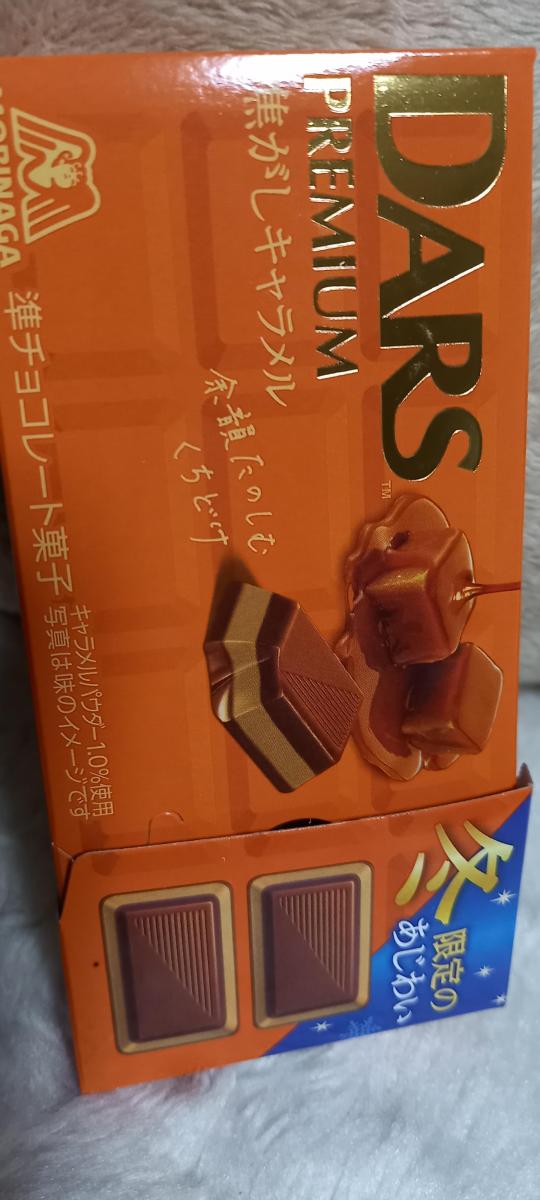 DARS™
PREMIUM
焦がしキャラメル
余韻たのしむ
くちどけ
MORINAGA
準チョコレート菓子
キャラメルパウダー1.0%使用
写真は味のイメージです
冬
限定の
あじわい